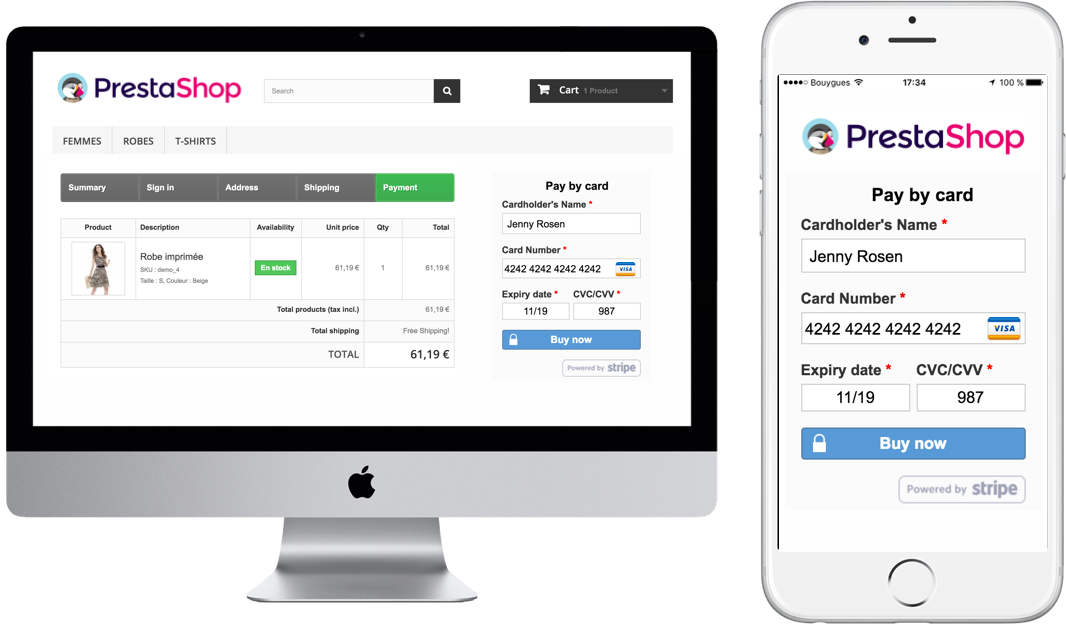 PrestaShop
Search
Cart 1 Product
FEMMES ROBES T-SHIRTS
Summary Sign in Address Shipping Payment
Product Description Availability Unit price Qty Total
Robe imprimée
SKU : demo_4
Taille : S, Couleur : Beige
En stock
61,19 € 1 61,19 €
Total products (tax incl.) 61,19 €
Total shipping Free Shipping!
TOTAL 61,19 €
Pay by card
Cardholder's Name *
Jenny Rosen
Card Number *
4242 4242 4242 4242 VISA
Expiry date * CVC/CVV *
11/19 987
Buy now
Powered by stripe
Bouygues 17:34 100 %
PrestaShop
Pay by card
Cardholder's Name *
Jenny Rosen
Card Number *
4242 4242 4242 4242 VISA
Expiry date * CVC/CVV *
11/19 987
Buy now
Powered by stripe